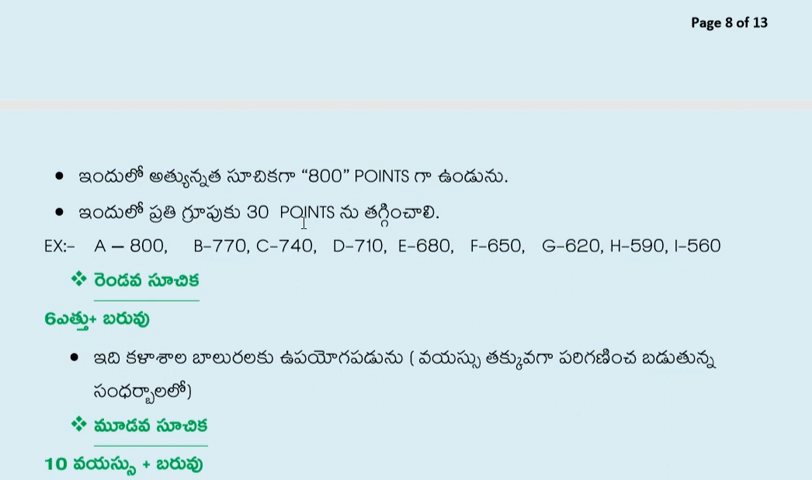 Page 8 of 13
• ఇందులో అత్యున్నత సూచికగా “800” POINTS గా ఉండును.
• ఇందులో ప్రతి గ్రూపుకు 30 POINTS ను తగ్గించాలి.
EX:- A – 800, B-770, C-740, D-710, E-680, F-650, G-620, H-590, I-560
❖ రెండవ సూచిక
6ఎత్తు+ బరువు
• ఇది కళాశాల బాలురలకు ఉపయోగపడును ( వయస్సు తక్కువగా పరిగణించ బడుతున్న
సంధర్బాలలో)
❖ మూడవ సూచిక
10 వయస్సు + బరువు